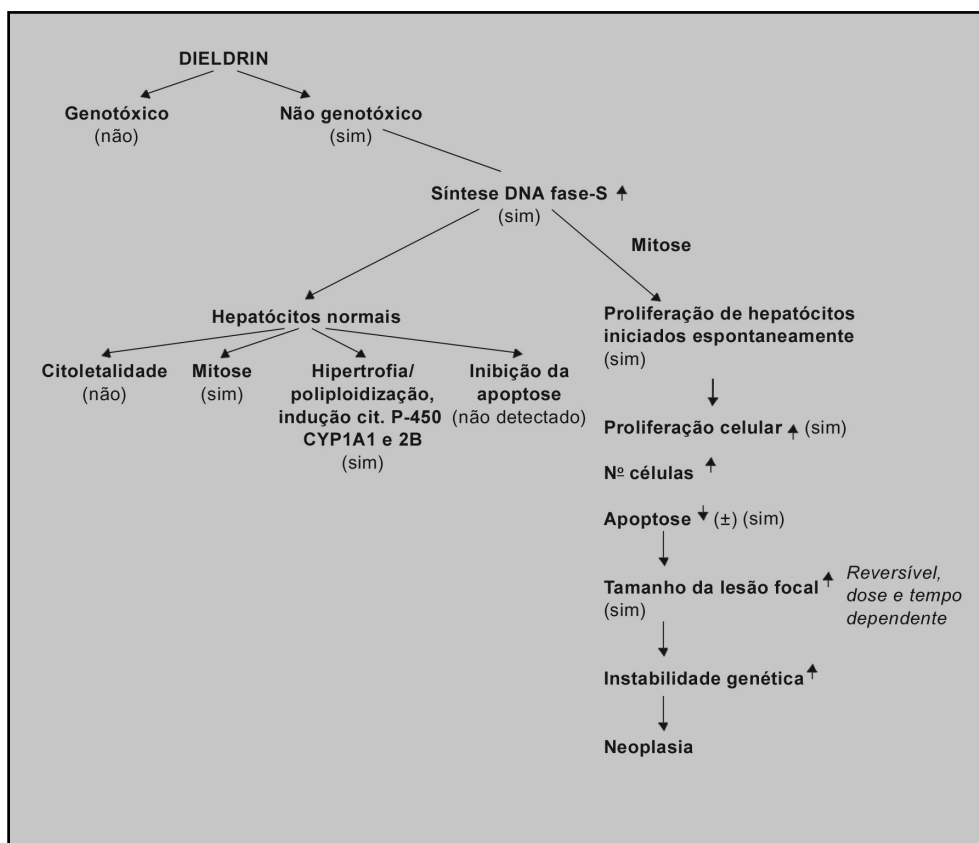 DIELDRIN
Genotóxico
(não)
Não genotóxico
(sim)
Síntese DNA fase-S
(sim)
Mitose
Hepatócitos normais
Citoletalidade
(não)
Mitose
(sim)
Hipertrofia/
poliploidização,
indução cit. P-450
CYP1A1 e 2B
(sim)
Inibição da
apoptose
(não detectado)
Proliferação de hepatócitos
iniciados espontaneamente
(sim)
Proliferação celular (sim)
Nº células
Apoptose (±) (sim)
Tamanho da lesão focal
(sim)
Reversível,
dose e tempo
dependente
Instabilidade genética
Neoplasia